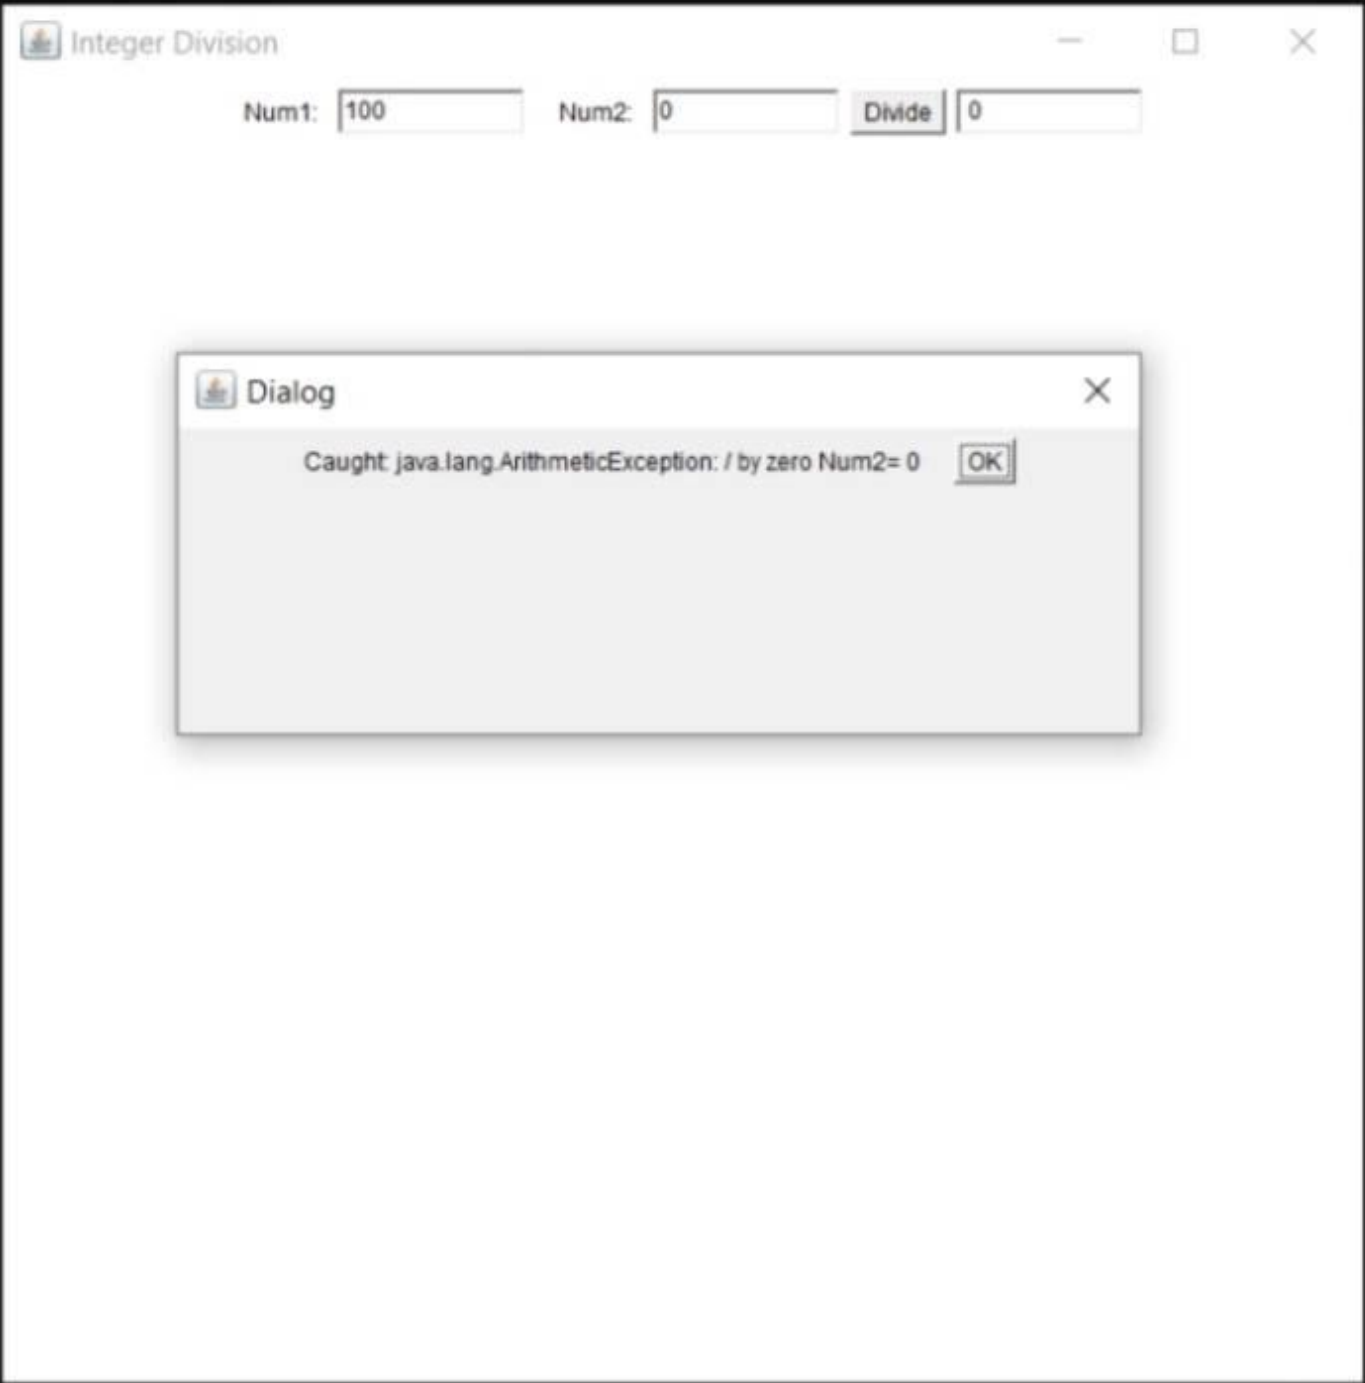 Integer Division
Num1: 100 Num2: 0 Divide 0
Dialog
Caught: java.lang.ArithmeticException: / by zero Num2= 0 OK